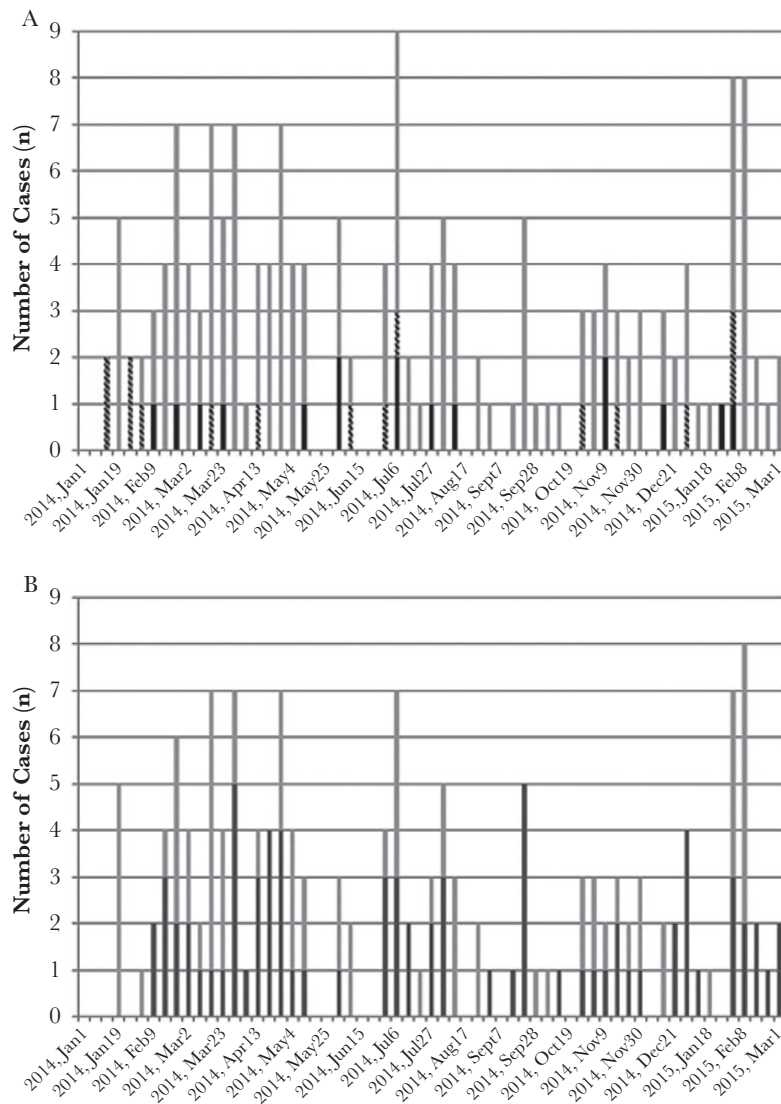 A
Number of Cases (n)
9
8
7
6
5
4
3
2
1
0
2014, Jan1
2014, Jan19
2014, Feb9
2014, Mar2
2014, Mar23
2014, Apr13
2014, May4
2014, May25
2014, Jun15
2014, Jul6
2014, Jul27
2014, Aug17
2014, Sept7
2014, Sep28
2014, Oct19
2014, Nov9
2014, Nov30
2014, Dec21
2015, Jan18
2015, Feb8
2015, Mar1
B
Number of Cases (n)
9
8
7
6
5
4
3
2
1
0
2014, Jan1
2014, Jan19
2014, Feb9
2014, Mar2
2014, Mar23
2014, Apr13
2014, May4
2014, May25
2014, Jun15
2014, Jul6
2014, Jul27
2014, Aug17
2014, Sept7
2014, Sep28
2014, Oct19
2014, Nov9
2014, Nov30
2014, Dec21
2015, Jan18
2015, Feb8
2015, Mar1